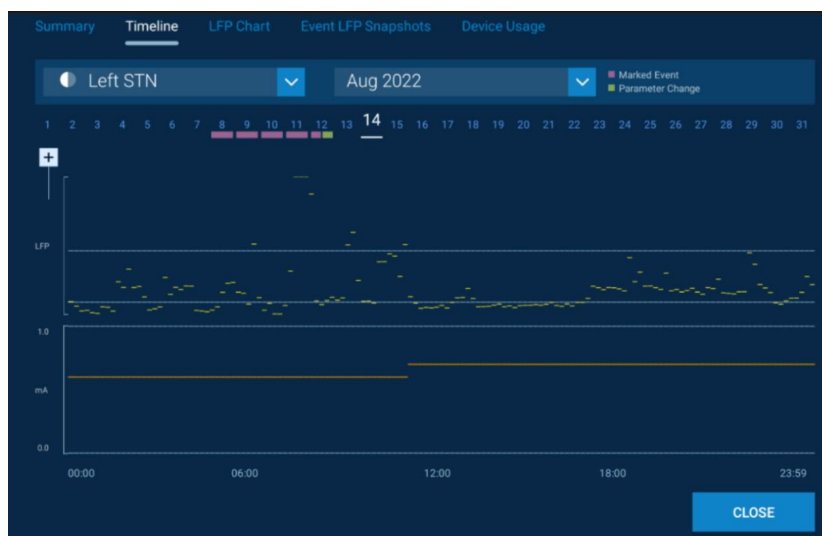 Summary Timeline LFP Chart Event LFP Snapshots Device Usage
Left STN Aug 2022 Marked Event
Parameter Change
1 2 3 4 5 6 7 8 9 10 11 12 13 14 15 16 17 18 19 20 21 22 23 24 25 26 27 28 29 30 31
+
LFP
1.0
mA
0.0
00:00 06:00 12:00 18:00 23:59
CLOSE